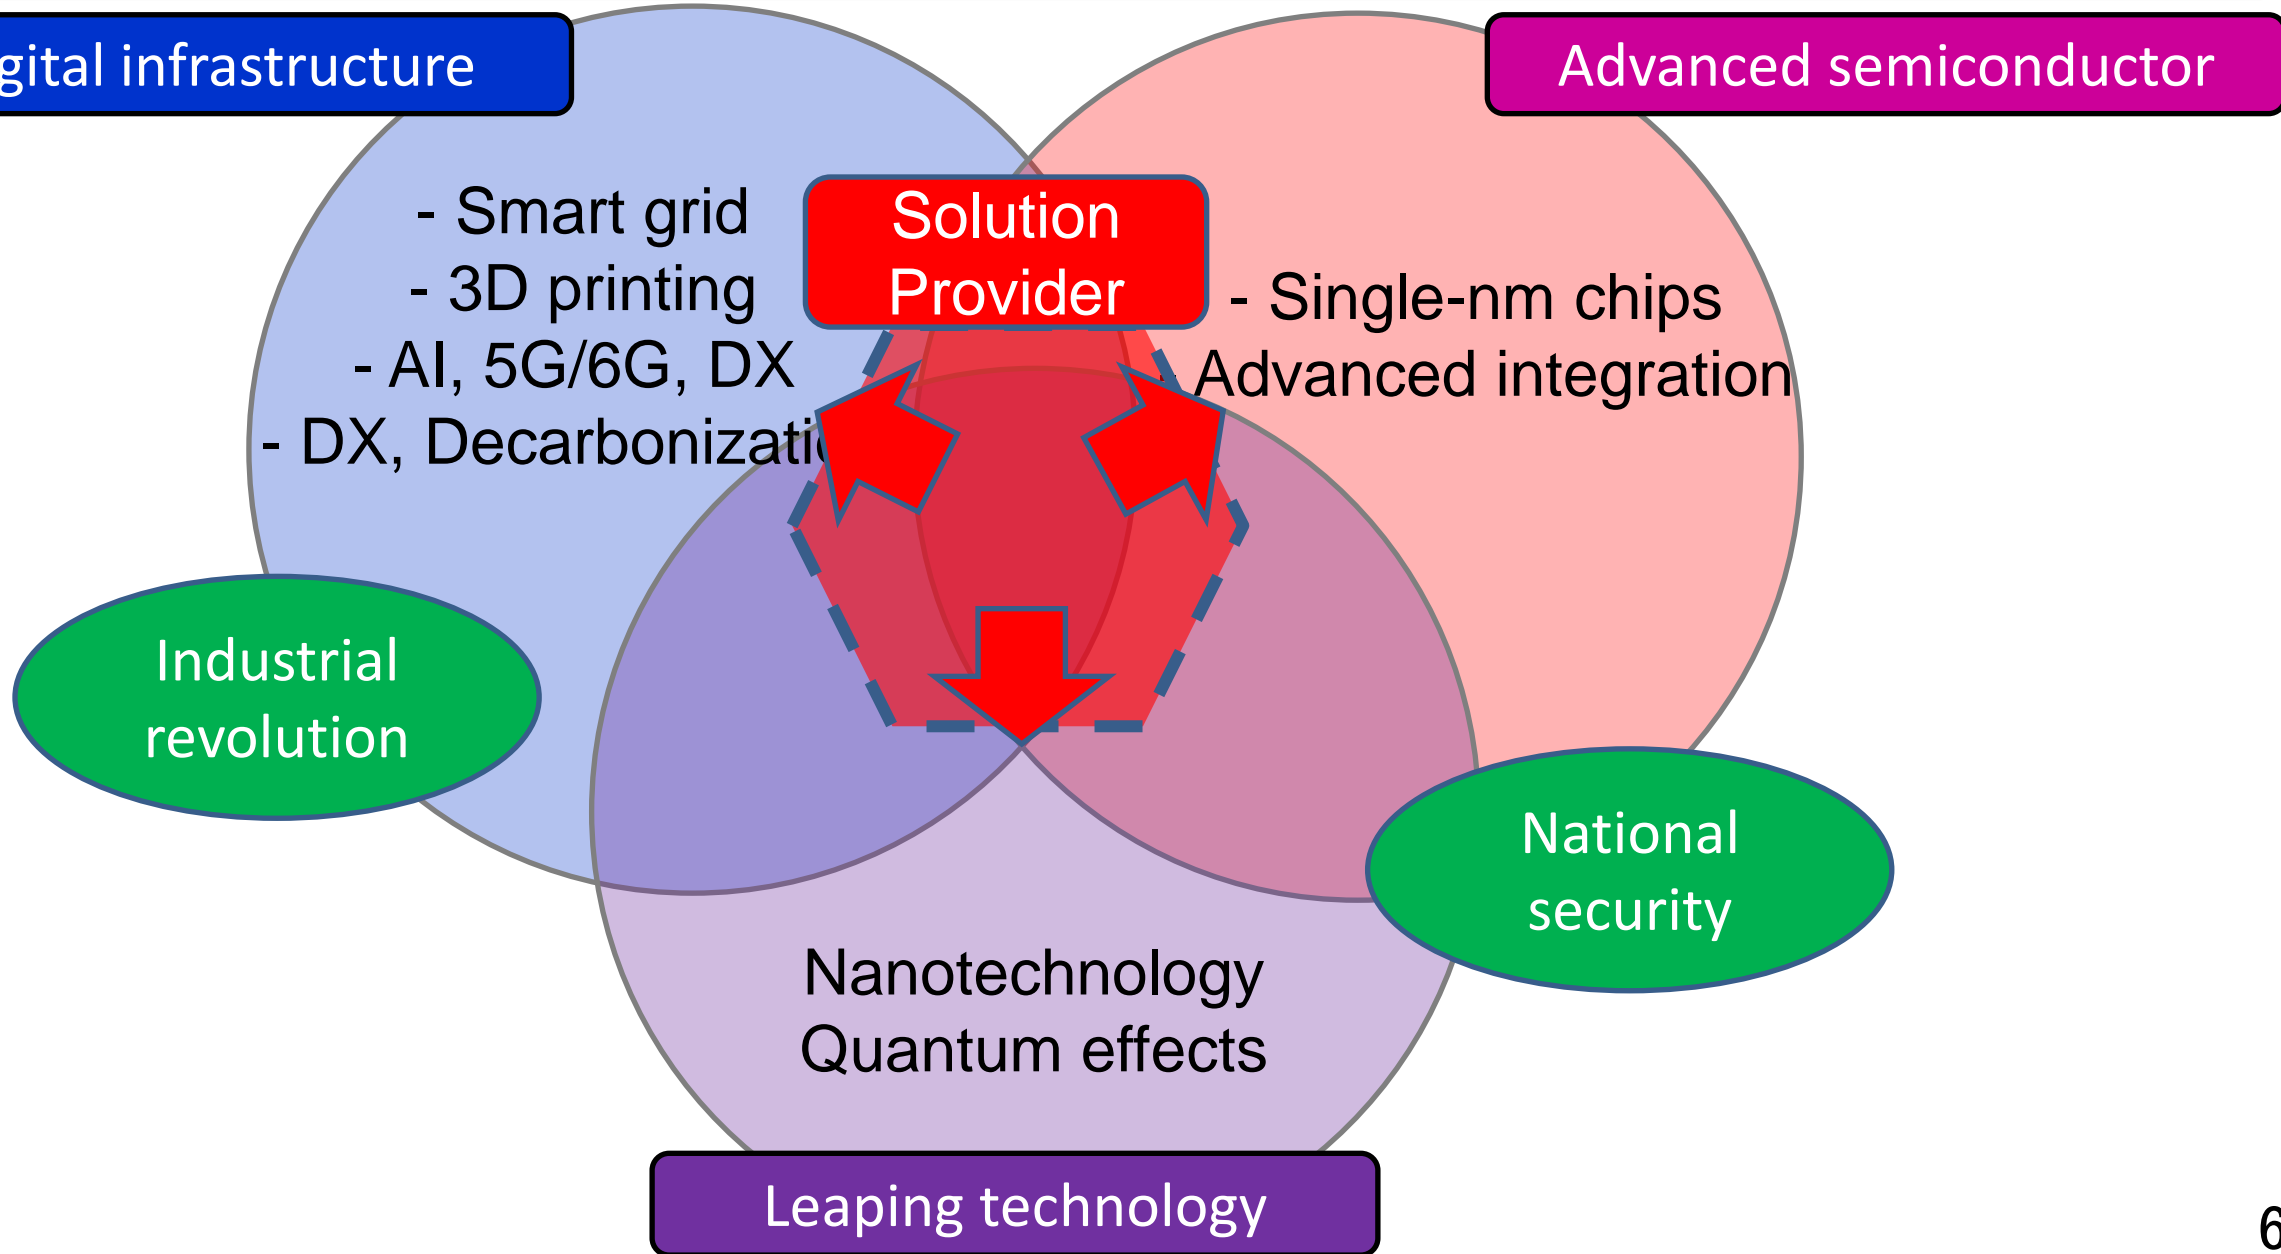 gital infrastructure
Advanced semiconductor
- Smart grid
- 3D printing
- AI, 5G/6G, DX
- DX, Decarbonizati
Solution
Provider
- Single-nm chips
- Advanced integration
Industrial
revolution
National
security
Nanotechnology
Quantum effects
Leaping technology
6